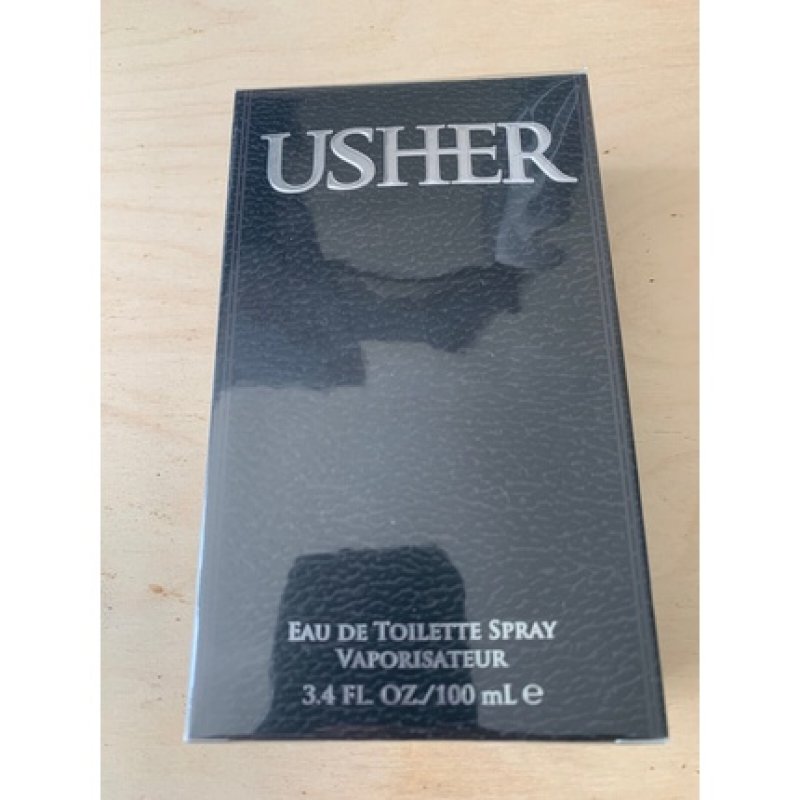 USHER
EAU DE TOILETTE SPRAY
VAPORISATEUR
3.4 FL. OZ./100 mL ℮